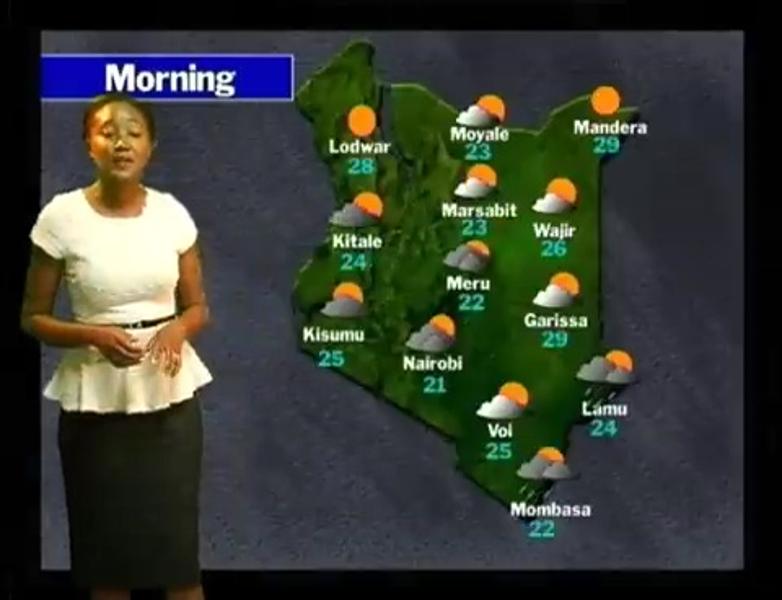 Morning
Lodwar
28
Moyale
23
Mandera
29
Marsabit
23
Wajir
26
Kitale
24
Meru
22
Garissa
29
Kisumu
25
Nairobi
21
Lamu
24
Voi
25
Mombasa
22